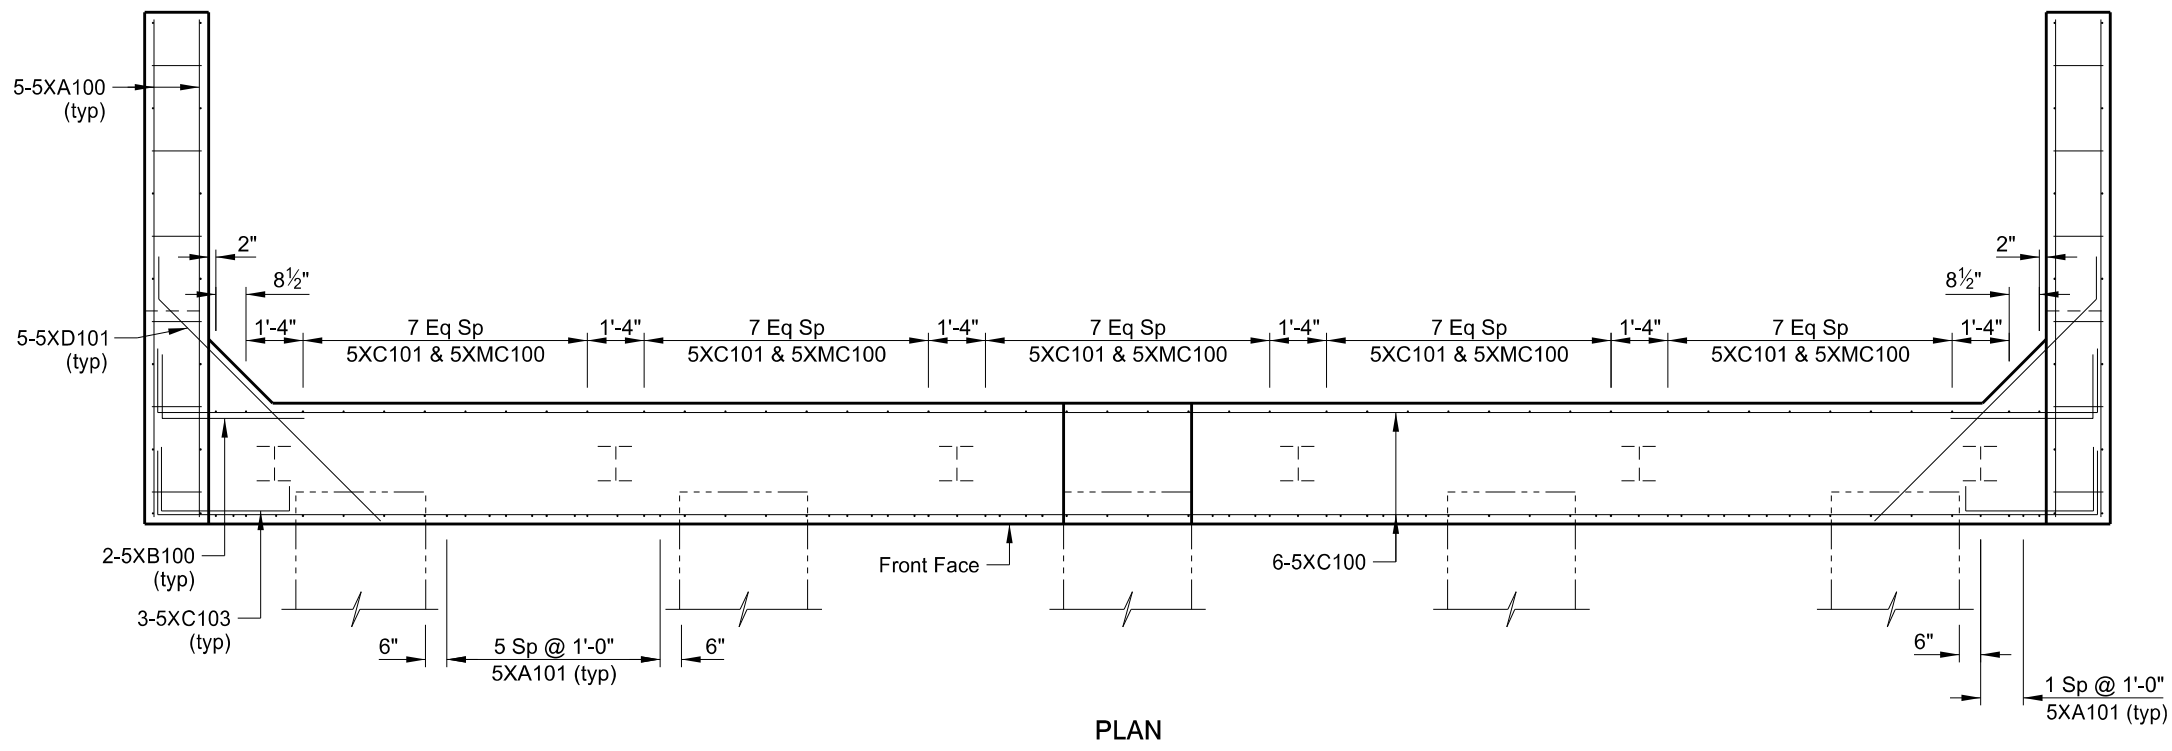 5-5XA100
(typ)
2"
2"
8½"
8½"
5-5XD101
(typ)
1'-4"
7 Eq Sp
5XC101 & 5XMC100
1'-4"
7 Eq Sp
5XC101 & 5XMC100
1'-4"
7 Eq Sp
5XC101 & 5XMC100
1'-4"
7 Eq Sp
5XC101 & 5XMC100
1'-4"
7 Eq Sp
5XC101 & 5XMC100
1'-4"
2-5XB100
(typ)
Front Face
6-5XC100
3-5XC103
(typ)
6"
5 Sp @ 1'-0"
5XA101 (typ)
6"
6"
1 Sp @ 1'-0"
5XA101 (typ)
PLAN